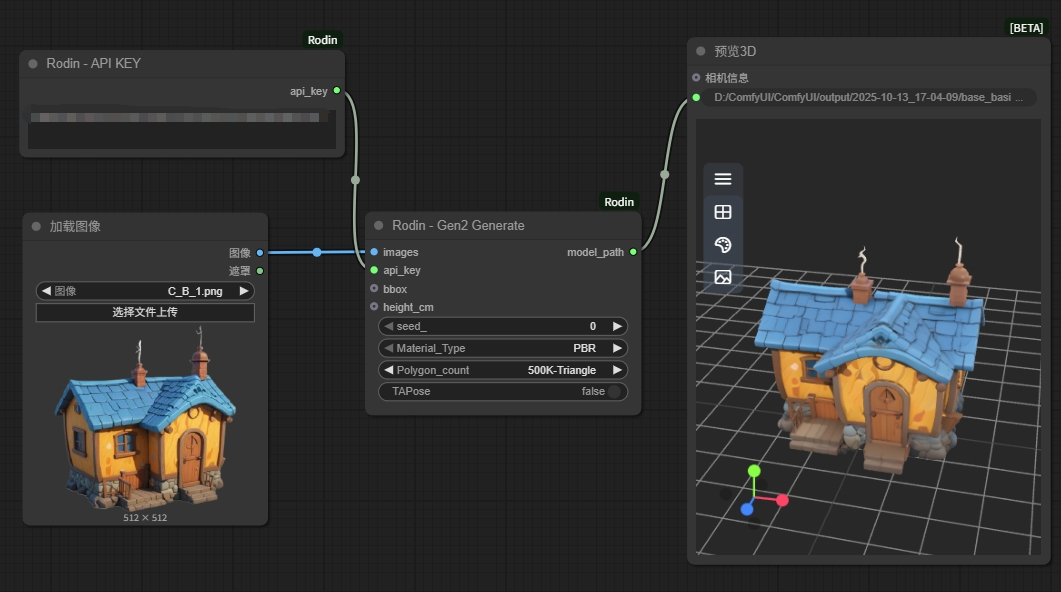 Rodin
Rodin - API KEY
api_key
加载图像
图像
遮罩
图像 C_B_1.png
选择文件上传
512 × 512
Rodin
Rodin - Gen2 Generate
images model_path
api_key
bbox
height_cm
seed_ 0
Material_Type PBR
Polygon_count 500K-Triangle
TAPose false
[BETA]
预览3D
相机信息
D:/ComfyUI/ComfyUI/output/2025-10-13_17-04-09/base_basi ...